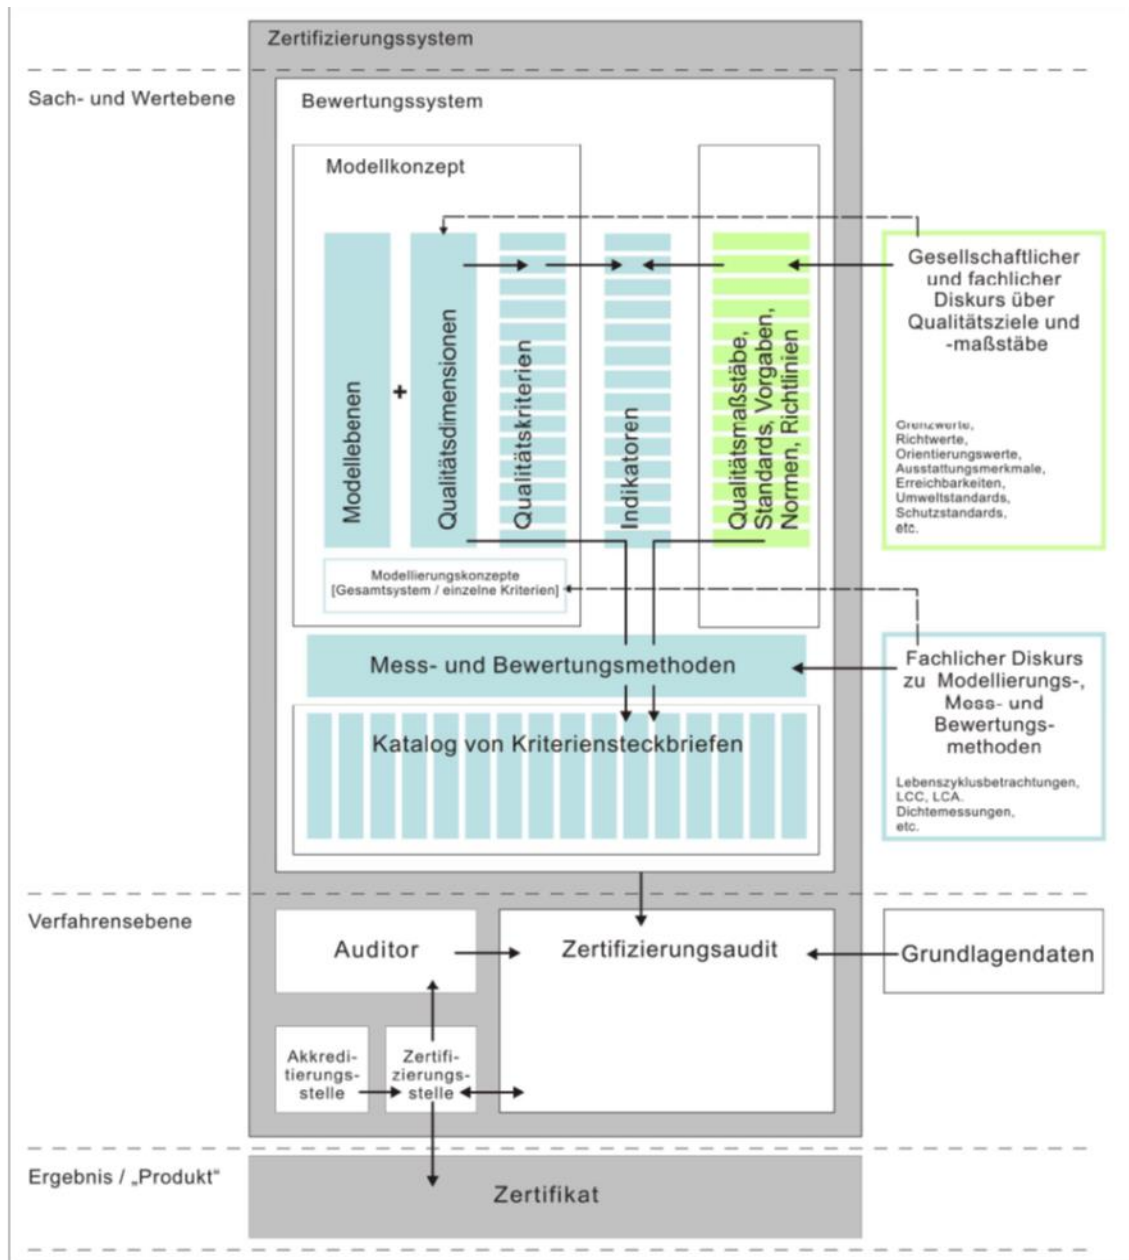 Zertifizierungssystem
Sach- und Wertebene
Bewertungssystem
Modellkonzept
Modellebenen
+
Qualitätsdimensionen
Qualitätskriterien
Indikatoren
Qualitätsmaßstäbe,
Standards, Vorgaben,
Normen, Richtlinien
Gesellschaftlicher
und fachlicher
Diskurs über
Qualitätsziele und
-maßstäbe
Grenzwerte,
Richtwerte,
Orientierungswerte,
Ausstattungsmerkmale,
Erreichbarkeiten,
Umweltstandards,
Schutzstandards,
etc.
Modellierungskonzepte
[Gesamtsystem / einzelne Kriterien]
Mess- und Bewertungsmethoden
Katalog von Kriteriensteckbriefen
Fachlicher Diskurs
zu Modellierungs-,
Mess- und
Bewertungs-
methoden
Lebenszyklusbetrachtungen,
LCC, LCA.
Dichtemessungen,
etc.
Verfahrensebene
Auditor
Zertifizierungsaudit
Grundlagendaten
Akkredi-
tierungs-
stelle
Zertifi-
zierungs-
stelle
Ergebnis / „Produkt“
Zertifikat